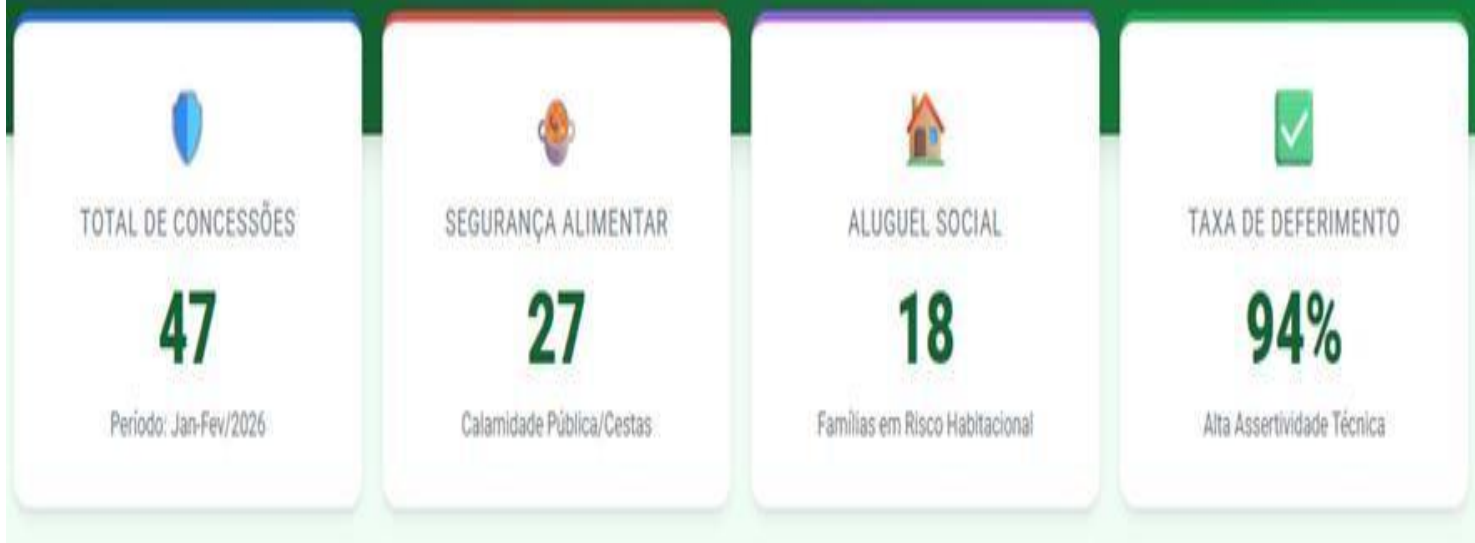 TOTAL DE CONCESSÕES
47
Período: Jan-Fev/2026
SEGURANÇA ALIMENTAR
27
Calamidade Pública/Cestas
ALUGUEL SOCIAL
18
Famílias em Risco Habitacional
TAXA DE DEFERIMENTO
94%
Alta Assertividade Técnica